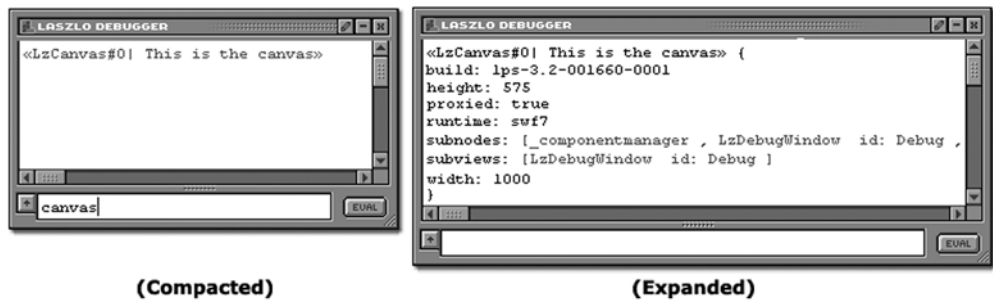 LASZLO DEBUGGER
«LzCanvas#0| This is the canvas»
canvas
EVAL
(Compacted)
LASZLO DEBUGGER
«LzCanvas#0| This is the canvas» {
build: lps-3.2-001660-0001
height: 575
proxied: true
runtime: swf7
subnodes: [_componentmanager , LzDebugWindow id: Debug ,
subviews: [LzDebugWindow id: Debug ]
width: 1000
}
EVAL
(Expanded)